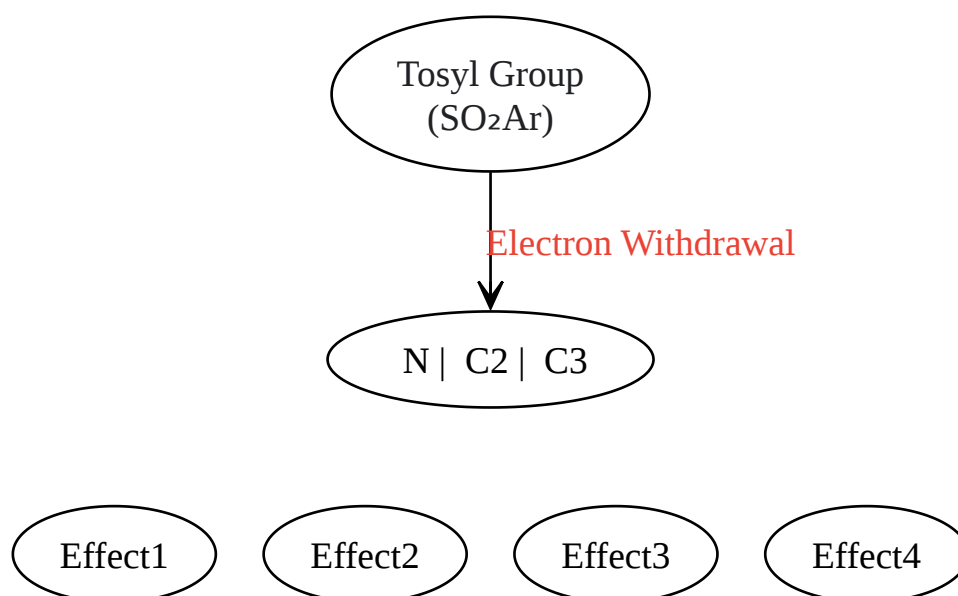 Tosyl Group
(SO₂Ar)
Electron Withdrawal
N | C2 | C3
Effect1 Effect2 Effect3 Effect4